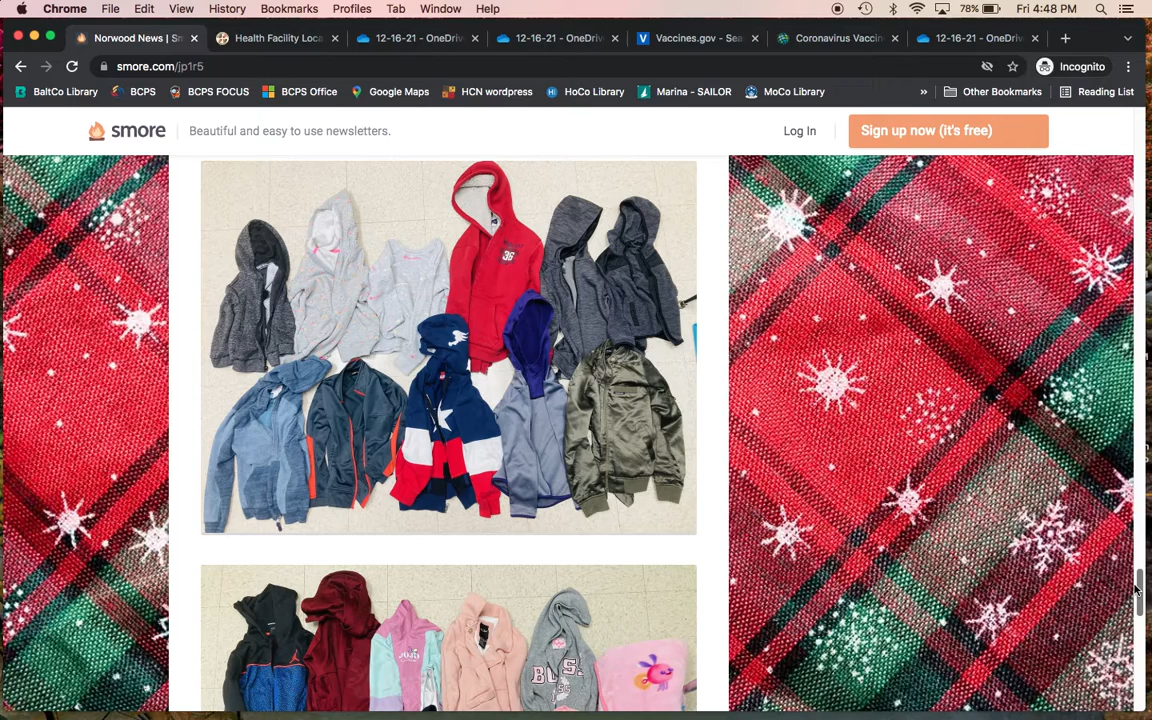 Chrome File Edit View History Bookmarks Profiles Tab Window Help 78% Fri 4:48 PM
Norwood News | Sn Health Facility Loca 12-16-21 - OneDriv 12-16-21 - OneDriv Vaccines.gov - Sea Coronavirus Vaccin 12-16-21 - OneDriv
smore.com/jp1r5 Incognito
BaltCo Library BCPS BCPS FOCUS BCPS Office Google Maps HCN wordpress HoCo Library Marina - SAILOR MoCo Library » Other Bookmarks Reading List
smore Beautiful and easy to use newsletters. Log In Sign up now (it's free)
36